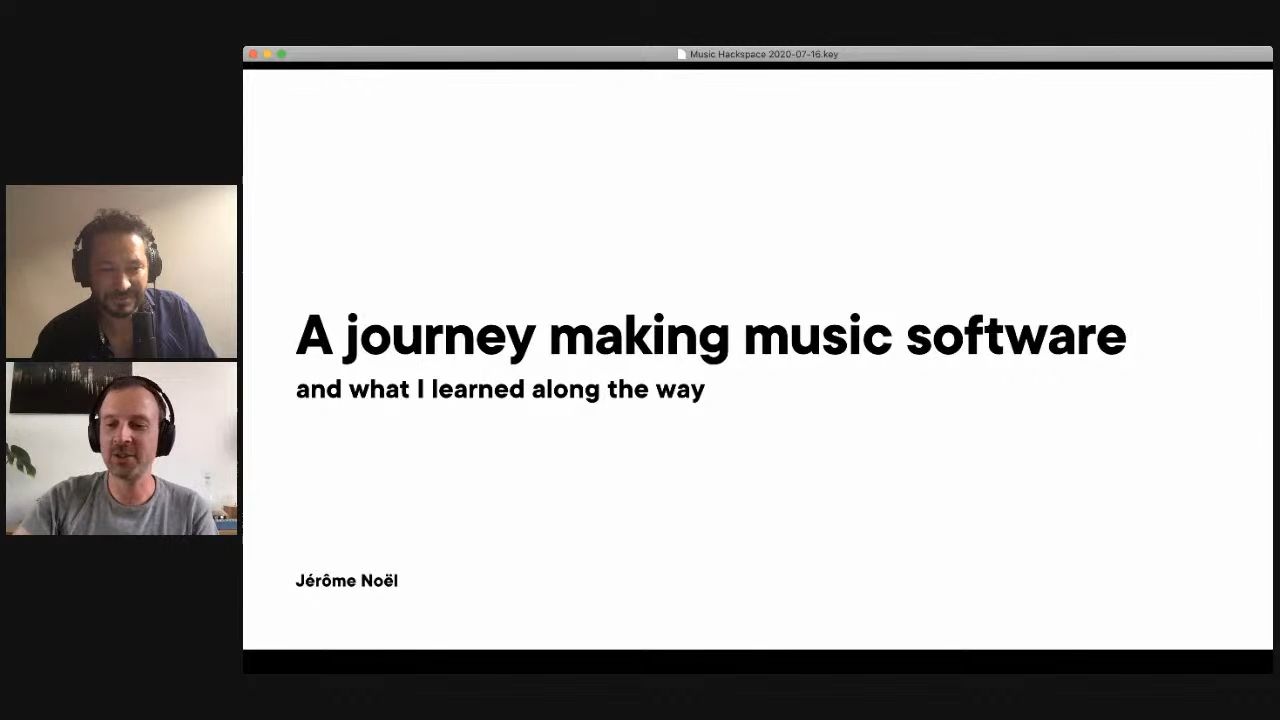 Music Hackspace 2020-07-16.key
A journey making music software
and what I learned along the way
Jérôme Noël